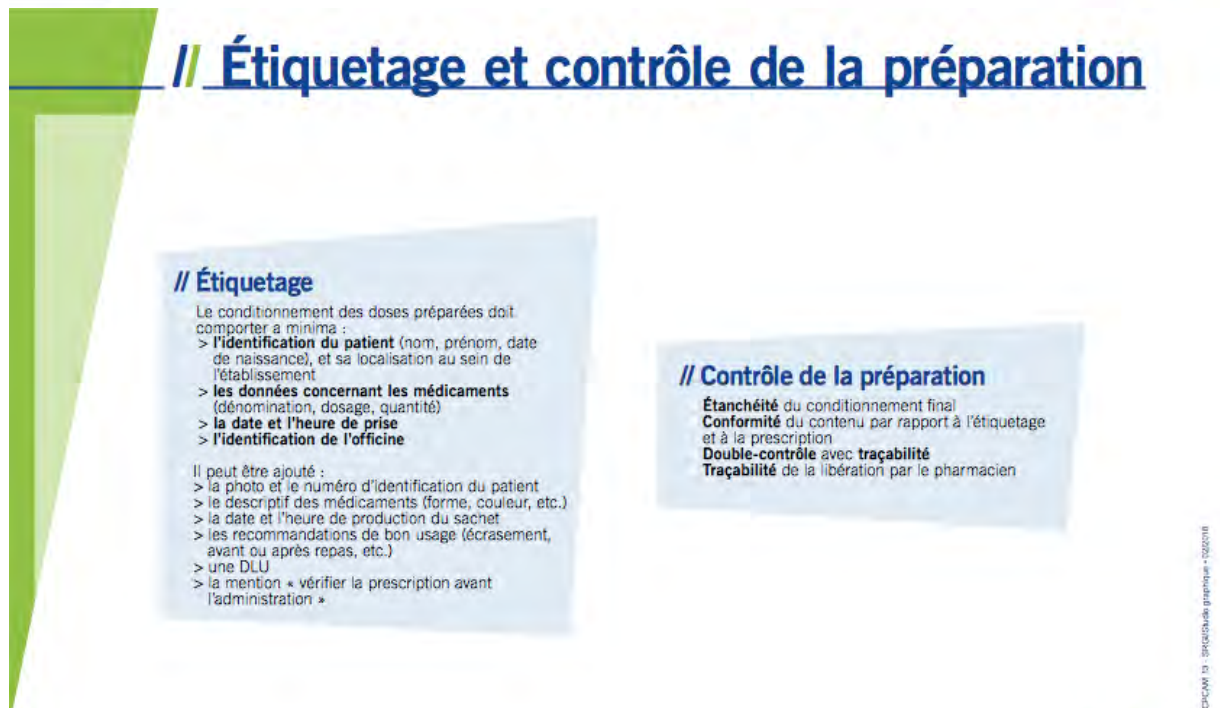 // Étiquetage et contrôle de la préparation
// Étiquetage
Le conditionnement des doses préparées doit
comporter a minima :
> l'identification du patient (nom, prénom, date
de naissance), et sa localisation au sein de
l'établissement
> les données concernant les médicaments
(dénomination, dosage, quantité)
> la date et l'heure de prise
> l'identification de l'officine
Il peut être ajouté :
> la photo et le numéro d'identification du patient
> le descriptif des médicaments (forme, couleur, etc.)
> la date et l'heure de production du sachet
> les recommandations de bon usage (écrasement,
avant ou après repas, etc.)
> une DLU
> la mention « vérifier la prescription avant
l'administration »
// Contrôle de la préparation
Étanchéité du conditionnement final
Conformité du contenu par rapport à l'étiquetage
et à la prescription
Double-contrôle avec traçabilité
Traçabilité de la libération par le pharmacien
CPCAM 13 - graphique • 02/2018